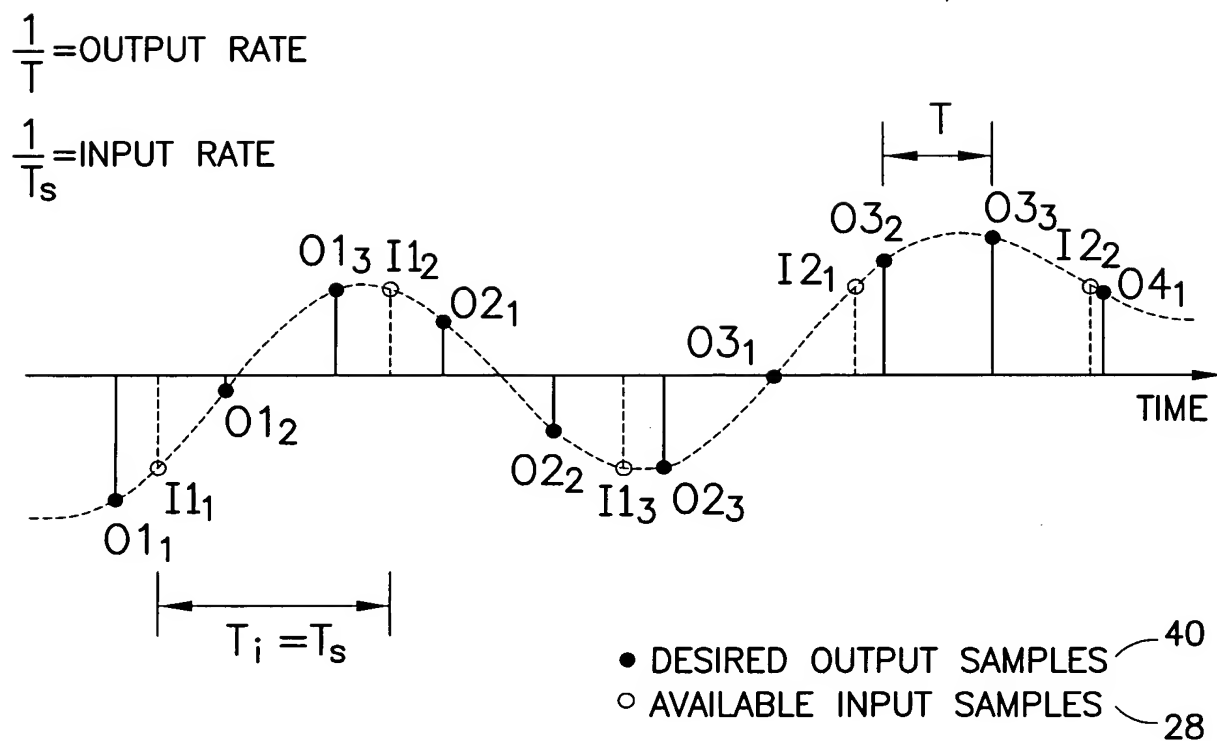 1/T = OUTPUT RATE
1/Ts = INPUT RATE
T
O1₃
I1₂
O2₁
O3₁
I2₁
O3₂
O3₃
I2₂
O4₁
TIME
O1₁
I1₁
O1₂
O2₂
I1₃
O2₃
Tᵢ = Tₛ
● DESIRED OUTPUT SAMPLES 40
○ AVAILABLE INPUT SAMPLES 28